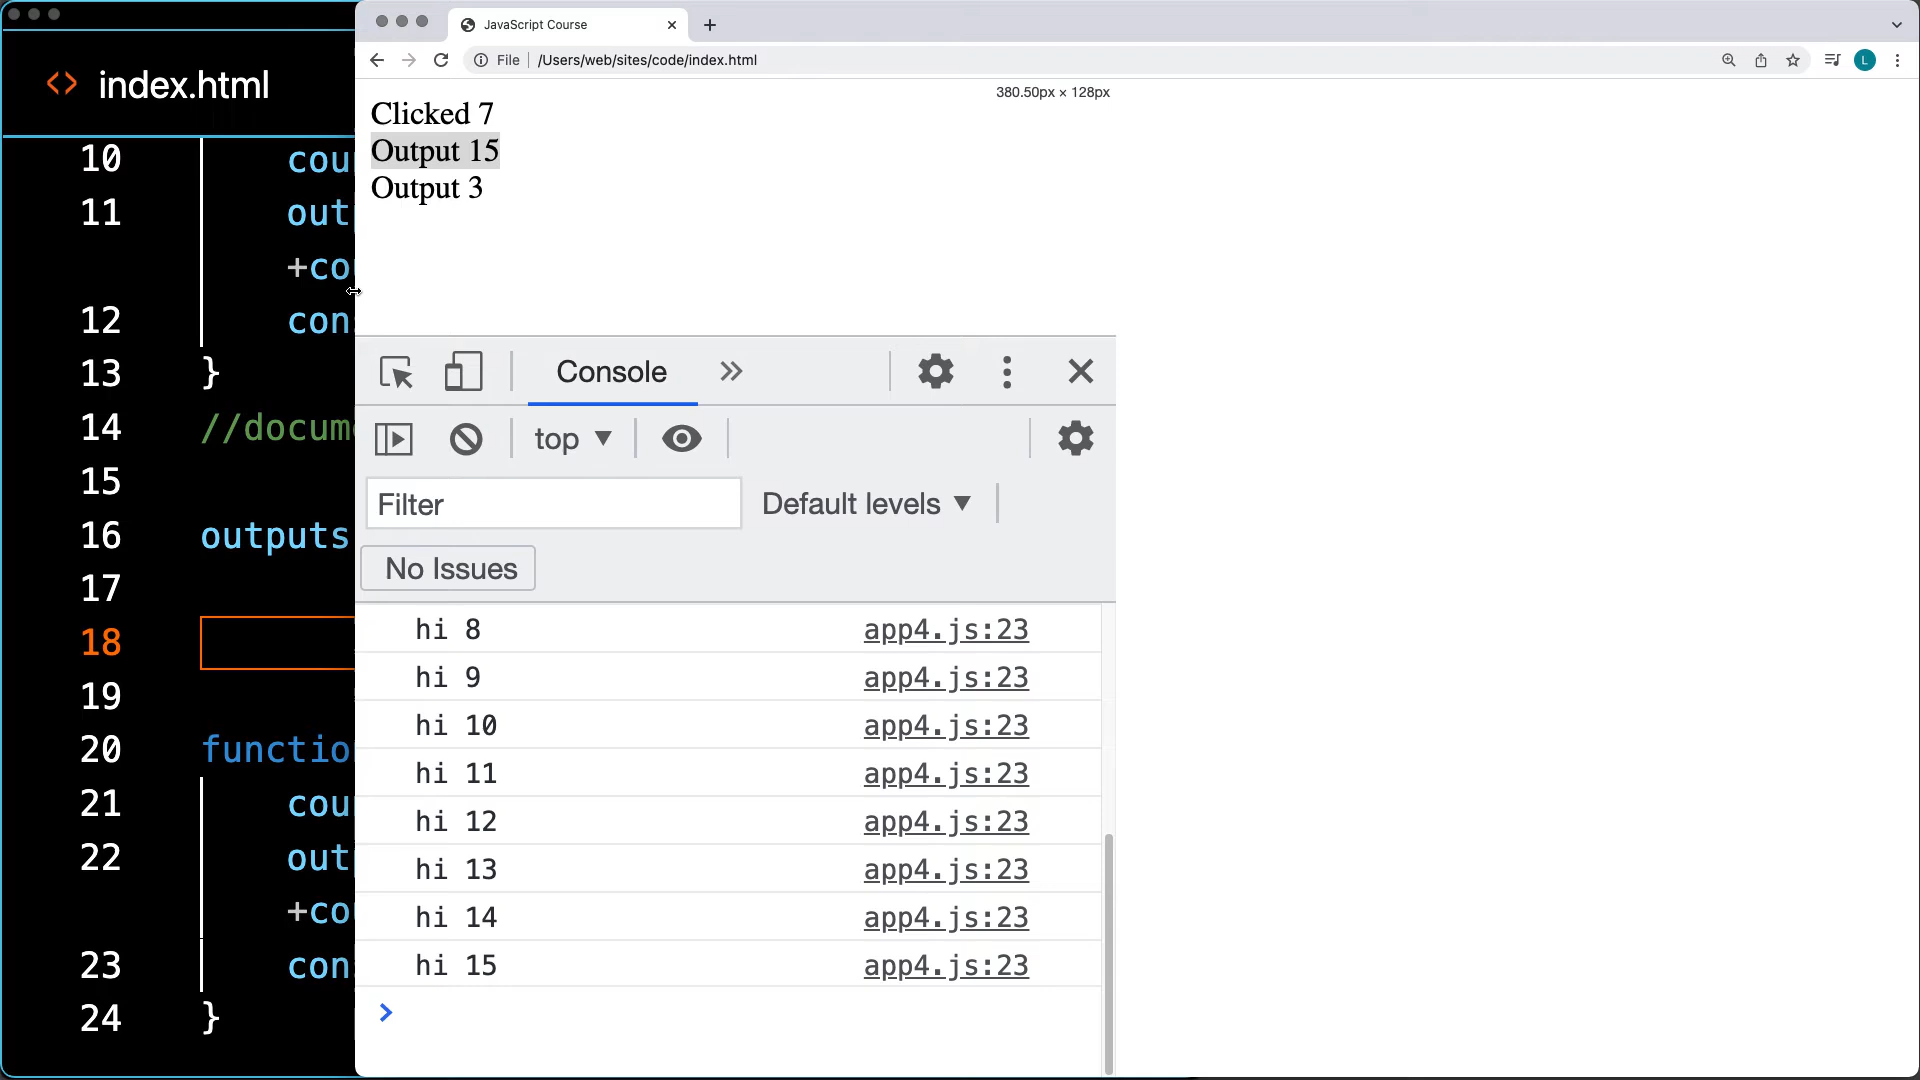 index.html
10 cou
11 outp
+cou
12 con
13 }
14 //docum
15
16 outputs
17
18
19
20 functio
21 cou
22 outp
+cou
23 con
24 }
JavaScript Course
File /Users/web/sites/code/index.html
L
380.50px × 128px
Clicked 7
Output 15
Output 3
Console
top
Filter
Default levels
No Issues
hi 8 app4.js:23
hi 9 app4.js:23
hi 10 app4.js:23
hi 11 app4.js:23
hi 12 app4.js:23
hi 13 app4.js:23
hi 14 app4.js:23
hi 15 app4.js:23